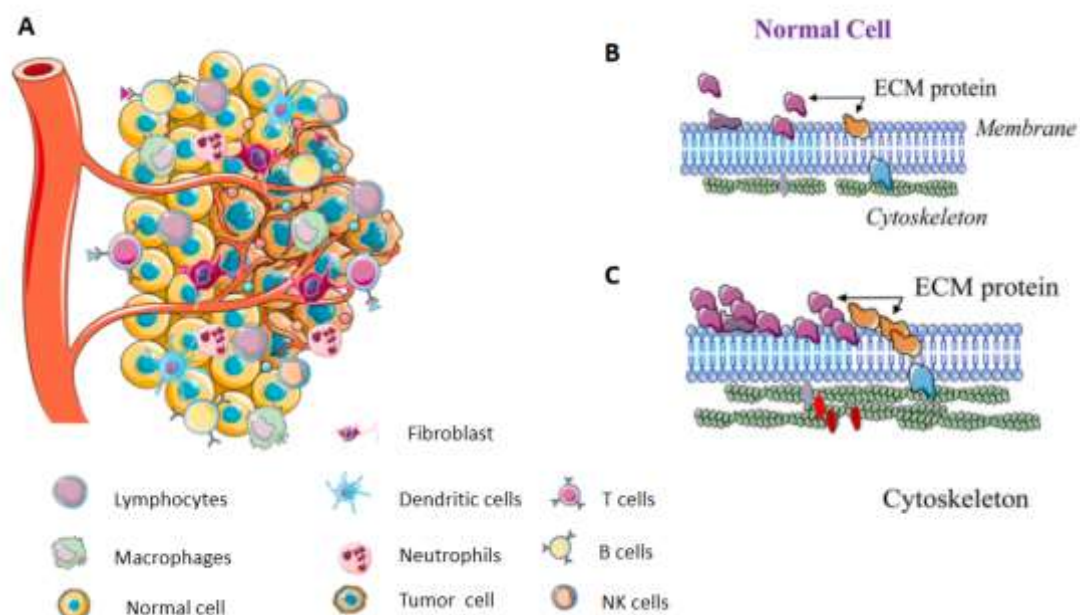 A
Normal Cell
B
ECM protein
Membrane
Cytoskeleton
C
ECM protein
Cytoskeleton
Fibroblast
Lymphocytes
Dendritic cells
T cells
Macrophages
Neutrophils
B cells
Normal cell
Tumor cell
NK cells